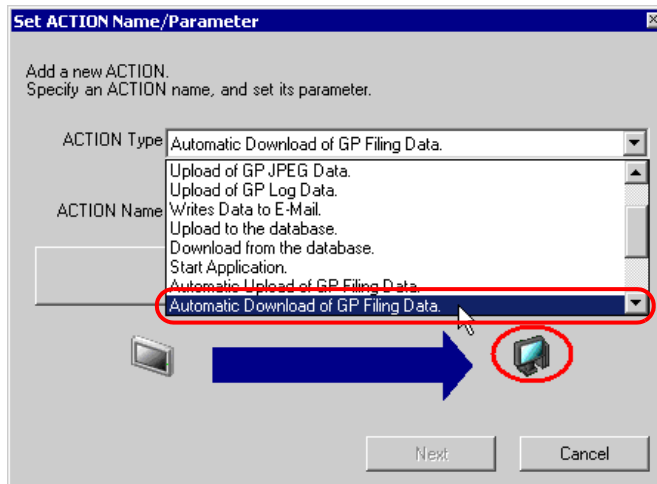 Set ACTION Name/Parameter
Add a new ACTION.
Specify an ACTION name, and set its parameter.
ACTION Type
Automatic Download of GP Filing Data.
Upload of GP JPEG Data.
Upload of GP Log Data.
ACTION Name
Writes Data to E-Mail.
Upload to the database.
Download from the database.
Start Application.
Automatic Upload of GP Filing Data.
Automatic Download of GP Filing Data.
Next
Cancel